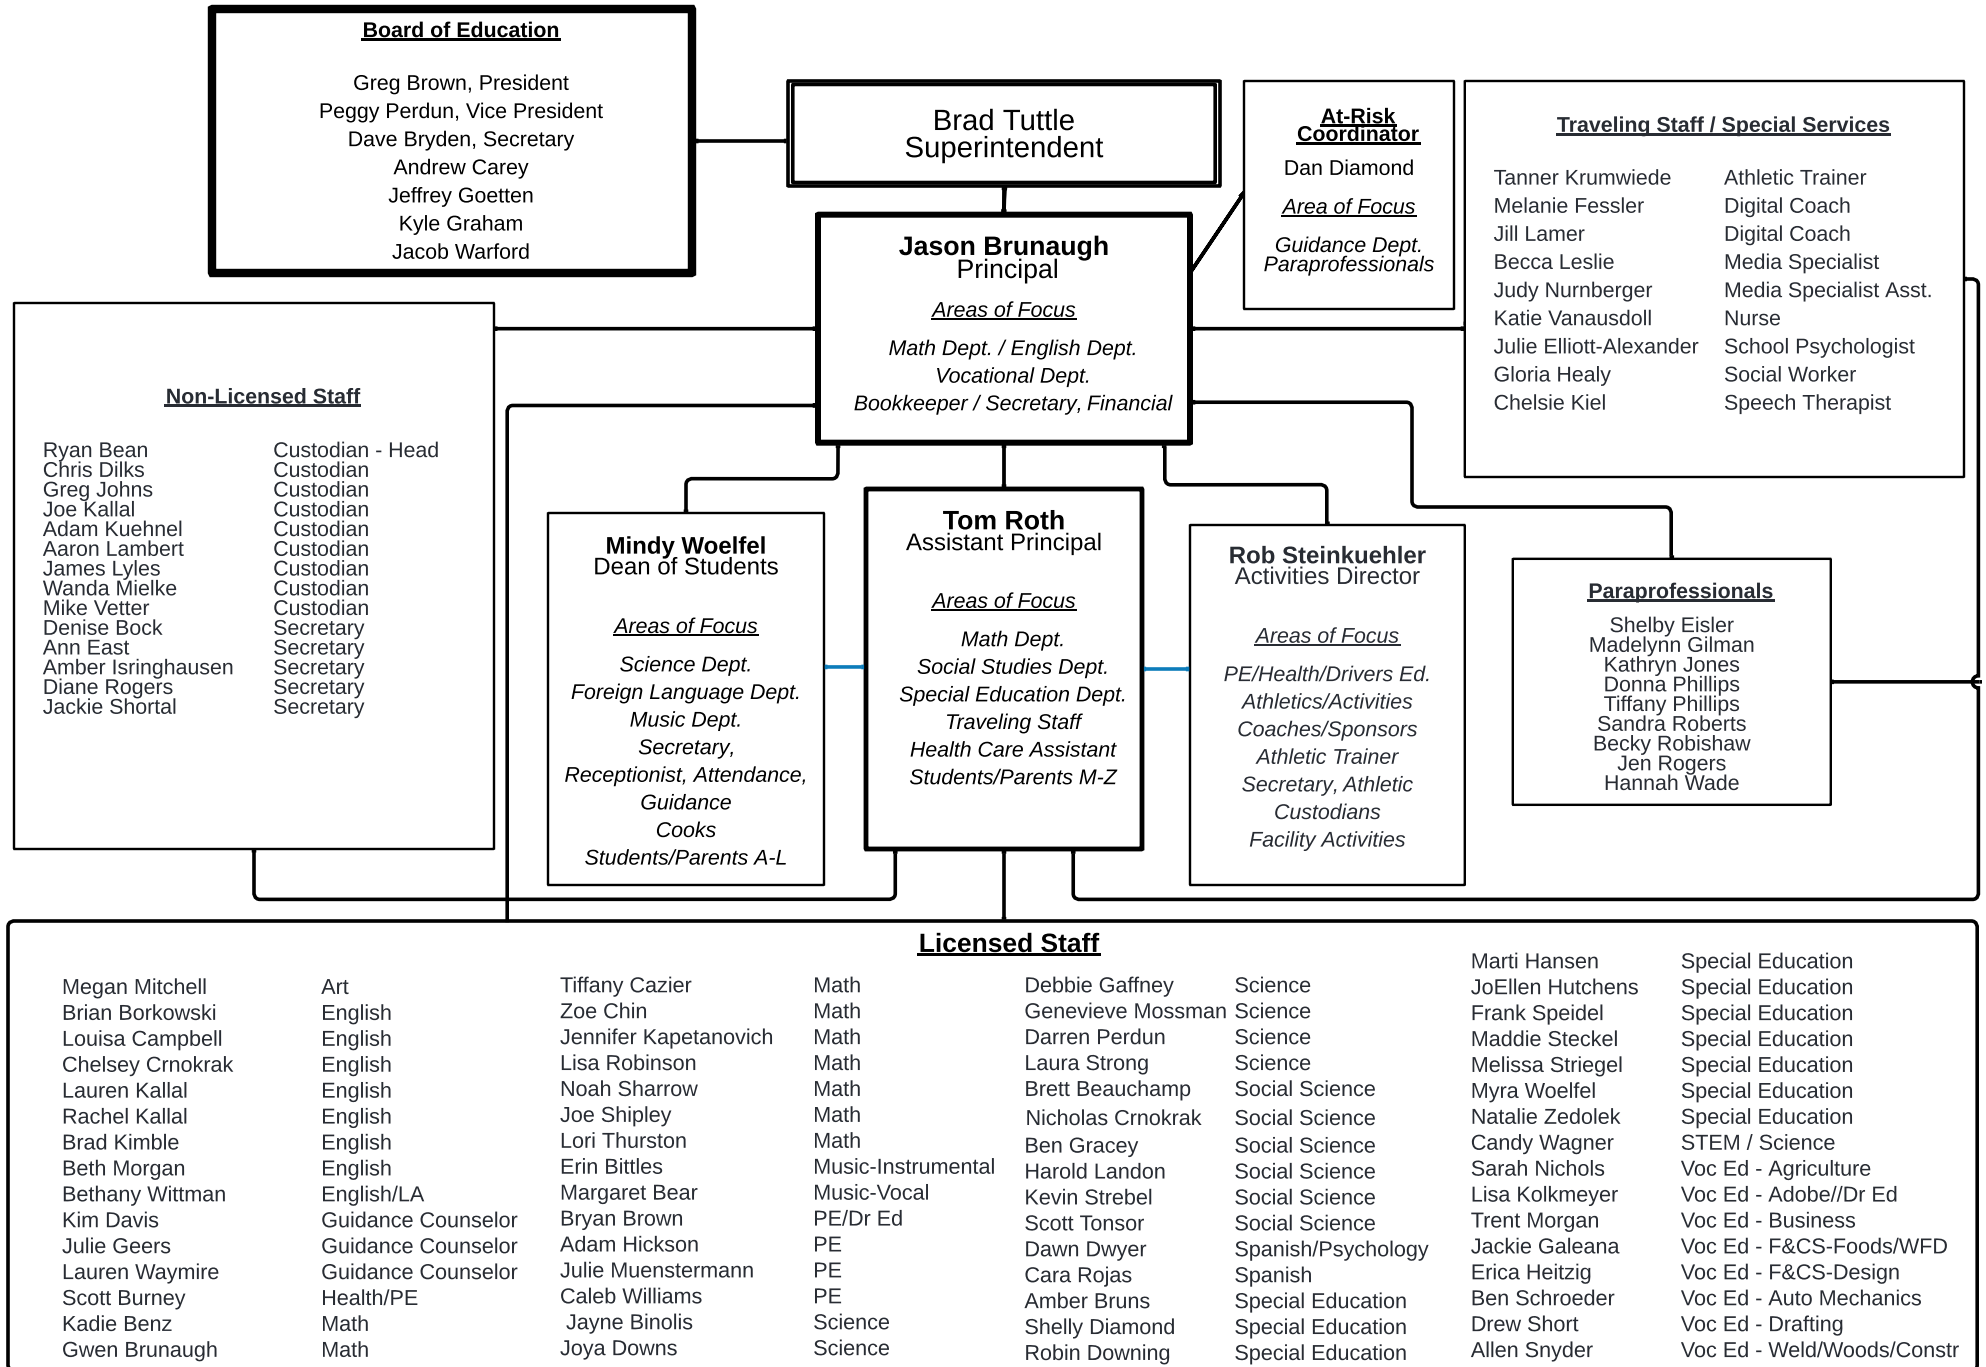 Board of Education
Greg Brown, President
Peggy Perdun, Vice President
Dave Bryden, Secretary
Andrew Carey
Jeffrey Goetten
Kyle Graham
Jacob Warford
Brad Tuttle
Superintendent
At-Risk
Coordinator
Dan Diamond
Area of Focus
Guidance Dept.
Paraprofessionals
Traveling Staff / Special Services
Tanner Krumwiede Athletic Trainer
Melanie Fessler Digital Coach
Jill Lamer Digital Coach
Becca Leslie Media Specialist
Judy Nurnberger Media Specialist Asst.
Katie Vanausdoll Nurse
Julie Elliott-Alexander School Psychologist
Gloria Healy Social Worker
Chelsie Kiel Speech Therapist
Jason Brunaugh
Principal
Areas of Focus
Math Dept. / English Dept.
Vocational Dept.
Bookkeeper / Secretary, Financial
Non-Licensed Staff
Ryan Bean Custodian - Head
Chris Dilks Custodian
Greg Johns Custodian
Joe Kallal Custodian
Adam Kuehnel Custodian
Aaron Lambert Custodian
James Lyles Custodian
Wanda Mielke Custodian
Mike Vetter Custodian
Denise Bock Secretary
Ann East Secretary
Amber Isringhausen Secretary
Diane Rogers Secretary
Jackie Shortal Secretary
Mindy Woelfel
Dean of Students
Areas of Focus
Science Dept.
Foreign Language Dept.
Music Dept.
Secretary,
Receptionist, Attendance,
Guidance
Cooks
Students/Parents A-L
Tom Roth
Assistant Principal
Areas of Focus
Math Dept.
Social Studies Dept.
Special Education Dept.
Traveling Staff
Health Care Assistant
Students/Parents M-Z
Rob Steinkuehler
Activities Director
Areas of Focus
PE/Health/Drivers Ed.
Athletics/Activities
Coaches/Sponsors
Athletic Trainer
Secretary, Athletic
Custodians
Facility Activities
Paraprofessionals
Shelby Eisler
Madelynn Gilman
Kathryn Jones
Donna Phillips
Tiffany Phillips
Sandra Roberts
Becky Robishaw
Jen Rogers
Hannah Wade
Licensed Staff
Megan Mitchell Art
Brian Borkowski English
Louisa Campbell English
Chelsey Crnokrak English
Lauren Kallal English
Rachel Kallal English
Brad Kimble English
Beth Morgan English
Bethany Wittman English/LA
Kim Davis Guidance Counselor
Julie Geers Guidance Counselor
Lauren Waymire Guidance Counselor
Scott Burney Health/PE
Kadie Benz Math
Gwen Brunaugh Math
Tiffany Cazier Math
Zoe Chin Math
Jennifer Kapetanovich Math
Lisa Robinson Math
Noah Sharrow Math
Joe Shipley Math
Lori Thurston Math
Erin Bittles Music-Instrumental
Margaret Bear Music-Vocal
Bryan Brown PE/Dr Ed
Adam Hickson PE
Julie Muenstermann PE
Caleb Williams PE
Jayne Binolis Science
Joya Downs Science
Debbie Gaffney Science
Genevieve Mossman Science
Darren Perdun Science
Laura Strong Science
Brett Beauchamp Social Science
Nicholas Crnokrak Social Science
Ben Gracey Social Science
Harold Landon Social Science
Kevin Strebel Social Science
Scott Tonsor Social Science
Dawn Dwyer Spanish/Psychology
Cara Rojas Spanish
Amber Bruns Special Education
Shelly Diamond Special Education
Robin Downing Special Education
Marti Hansen Special Education
JoEllen Hutchens Special Education
Frank Speidel Special Education
Maddie Steckel Special Education
Melissa Striegel Special Education
Myra Woelfel Special Education
Natalie Zedolek Special Education
Candy Wagner STEM / Science
Sarah Nichols Voc Ed - Agriculture
Lisa Kolkmeyer Voc Ed - Adobe//Dr Ed
Trent Morgan Voc Ed - Business
Jackie Galeana Voc Ed - F&CS-Foods/WFD
Erica Heitzig Voc Ed - F&CS-Design
Ben Schroeder Voc Ed - Auto Mechanics
Drew Short Voc Ed - Drafting
Allen Snyder Voc Ed - Weld/Woods/Constr